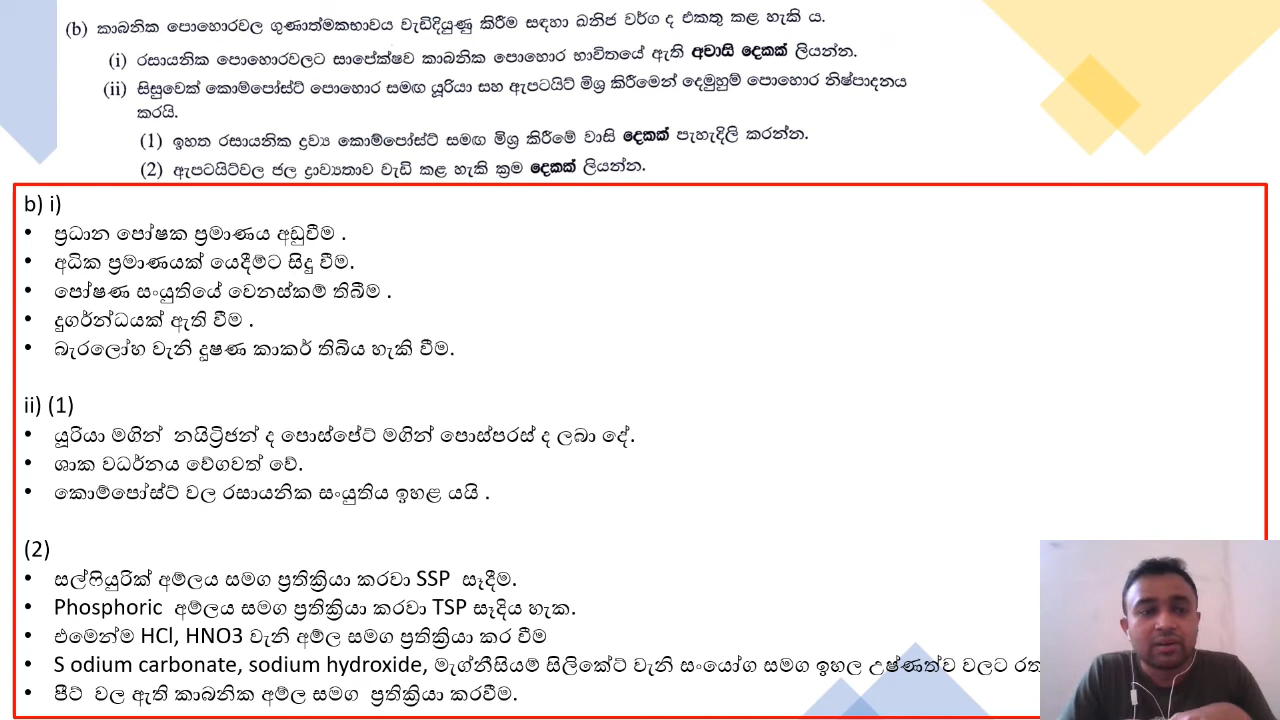 (b) කාබනික පොහොරවල ගුණාත්මකභාවය වැඩිදියුණු කිරීම සඳහා ඛනිජ වර්ග ද එකතු කළ හැකි ය.
(i) රසායනික පොහොරවලට සාපේක්ෂව කාබනික පොහොර භාවිතයේ ඇති අවාසි දෙකක් ලියන්න.
(ii) සිසුවෙක් කොම්පෝස්ට් පොහොර සමඟ යූරියා සහ ඇපටයිට් මිශ්‍ර කිරීමෙන් දෙමුහුම් පොහොර නිෂ්පාදනය
කරයි.
(1) ඉහත රසායනික ද්‍රව්‍ය කොම්පෝස්ට් සමඟ මිශ්‍ර කිරීමේ වාසි දෙකක් පැහැදිලි කරන්න.
(2) ඇපටයිට්වල ජල ද්‍රාව්‍යතාව වැඩි කළ හැකි ක්‍රම දෙකක් ලියන්න.
b) i)
• ප්‍රධාන පෝෂක ප්‍රමාණය අඩුවීම .
• අධික ප්‍රමාණයක් යෙදීමට සිදු වීම.
• පෝෂණ සංයුතියේ වෙනස්කම් තිබීම .
• දුගර්න්ධයක් ඇති වීම .
• බැරලෝහ වැනි දූෂණ කාකර් තිබිය හැකි වීම.
ii) (1)
• යූරියා මගින් නයිට්‍රිජන් ද පොස්පේට් මගින් පොස්පරස් ද ලබා දේ.
• ශාක වධර්නය වේගවත් වේ.
• කොම්පෝස්ට් වල රසායනික සංයුතිය ඉහළ යයි .
(2)
• සල්ෆියුරික් අම්ලය සමග ප්‍රතික්‍රියා කරවා SSP සෑදීම.
• Phosphoric අම්ලය සමග ප්‍රතික්‍රියා කරවා TSP සෑදිය හැක.
• එමෙන්ම HCl, HNO3 වැනි අම්ල සමග ප්‍රතික්‍රියා කර වීම
• S odium carbonate, sodium hydroxide, මැග්නීසියම් සිලිකේට් වැනි සංයෝග සමග ඉහල උෂ්ණත්ව වලට රත්
• පීට් වල ඇති කාබනික අම්ල සමග ප්‍රතික්‍රියා කරවීම.